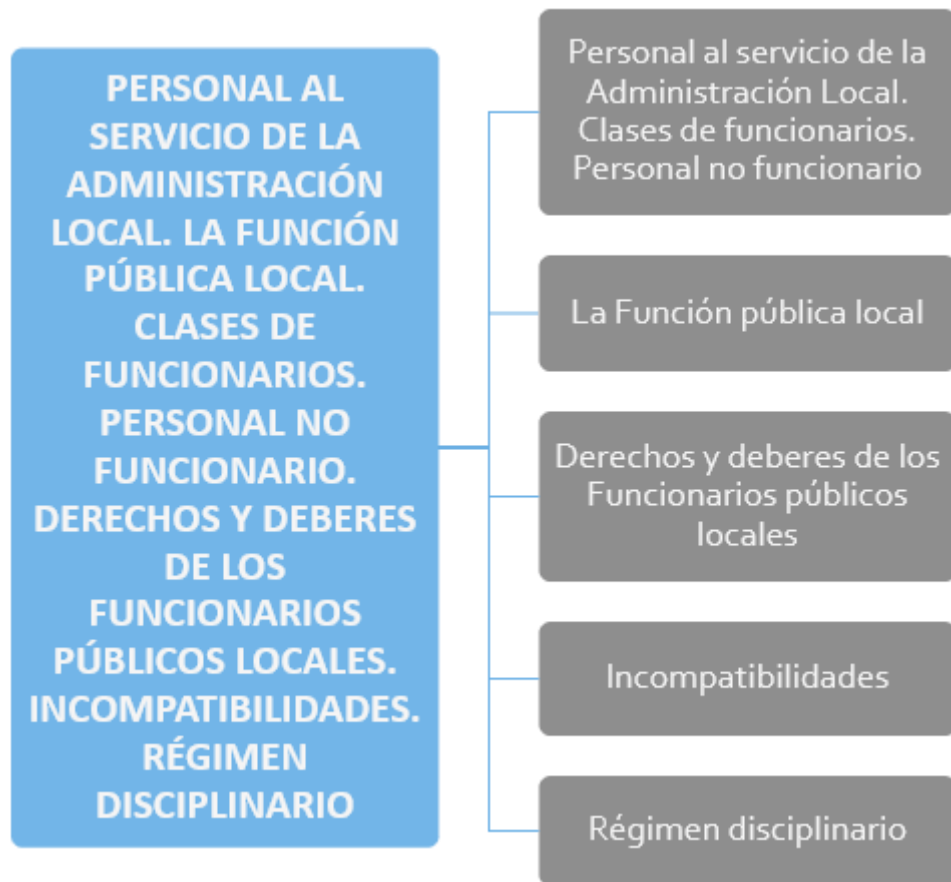 PERSONAL AL
SERVICIO DE LA
ADMINISTRACIÓN
LOCAL. LA FUNCIÓN
PÚBLICA LOCAL.
CLASES DE
FUNCIONARIOS.
PERSONAL NO
FUNCIONARIO.
DERECHOS Y DEBERES
DE LOS
FUNCIONARIOS
PÚBLICOS LOCALES.
INCOMPATIBILIDADES.
RÉGIMEN
DISCIPLINARIO
Personal al servicio de la
Administración Local.
Clases de funcionarios.
Personal no funcionario
La Función pública local
Derechos y deberes de los
Funcionarios públicos
locales
Incompatibilidades
Régimen disciplinario